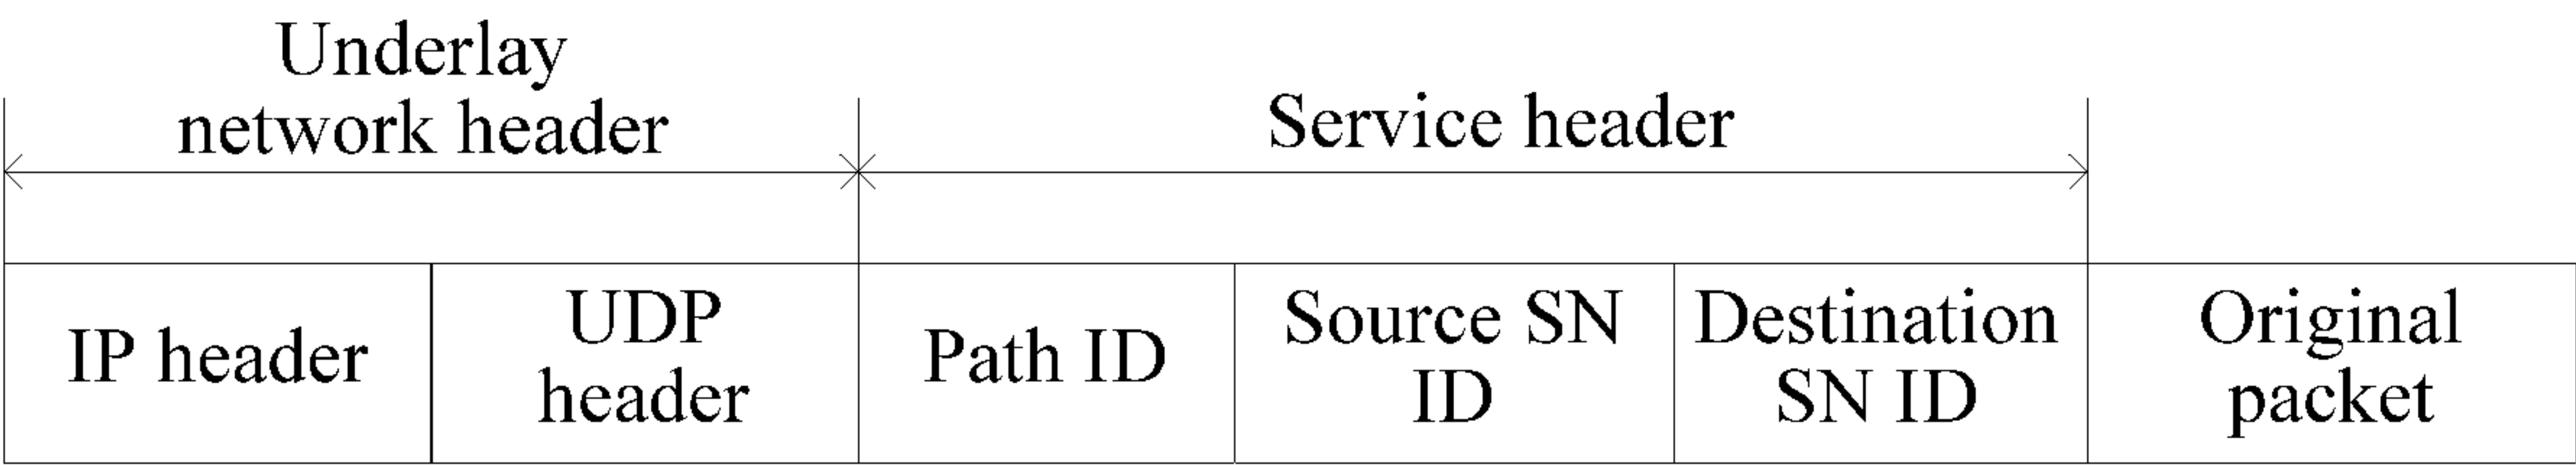 Underlay
network header
Service header
IP header
UDP
header
Path ID
Source SN
ID
Destination
SN ID
Original
packet